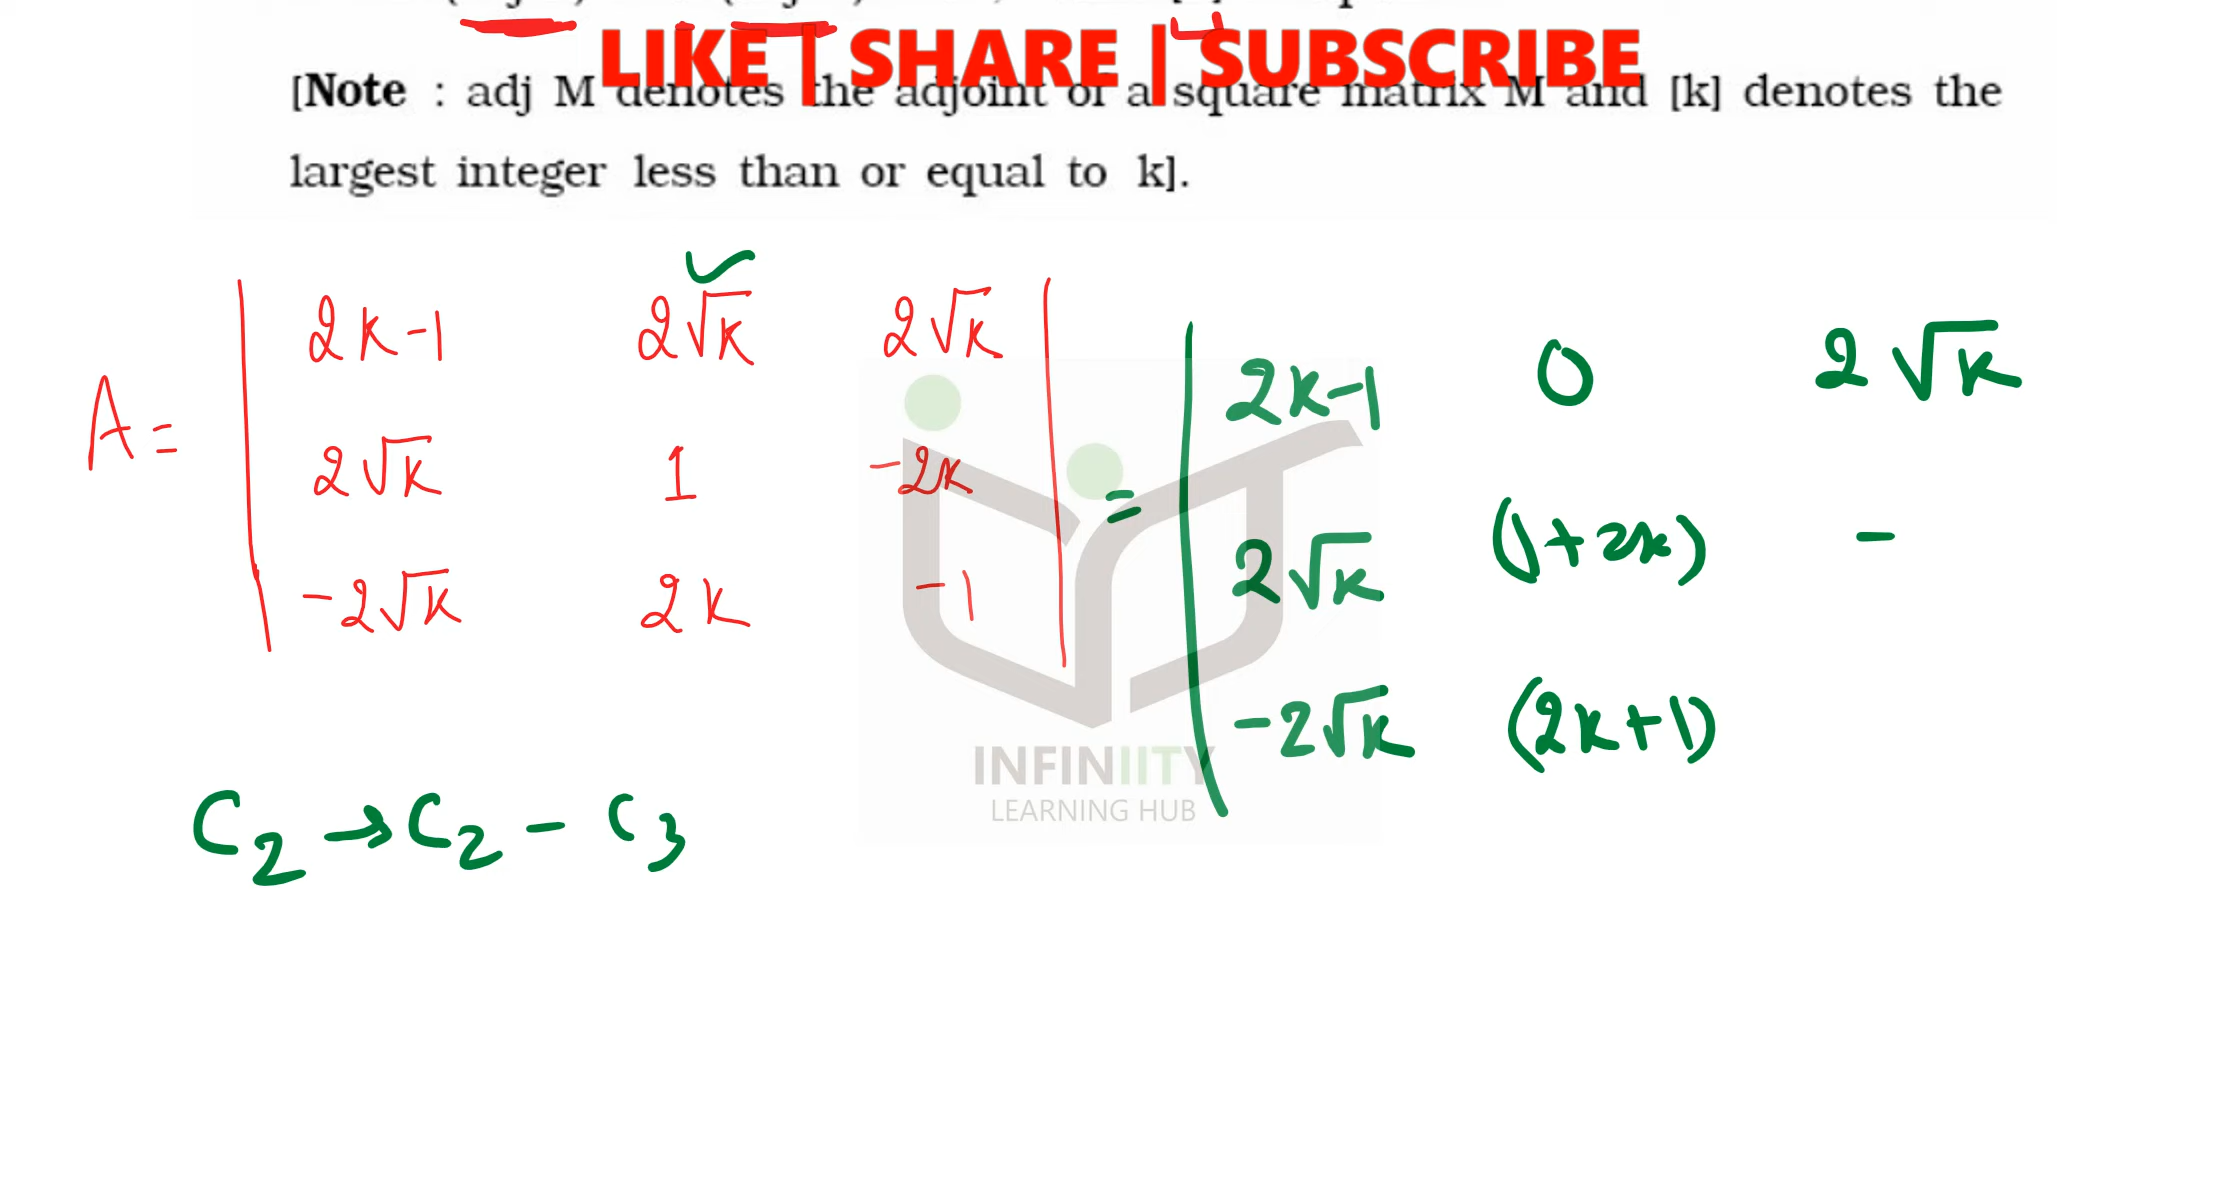 LIKE | SHARE | SUBSCRIBE
[Note : adj M denotes the adjoint of a square matrix M and [k] denotes the
largest integer less than or equal to k].
A = | 2k-1 2√k 2√k | = | 2k-1 0 2√k
2√k 1 -2k 2√k (1+2k) -
-2√k 2k -1 -2√k (2k+1)
INFINIITY
LEARNING HUB
C2 → C2 - C3